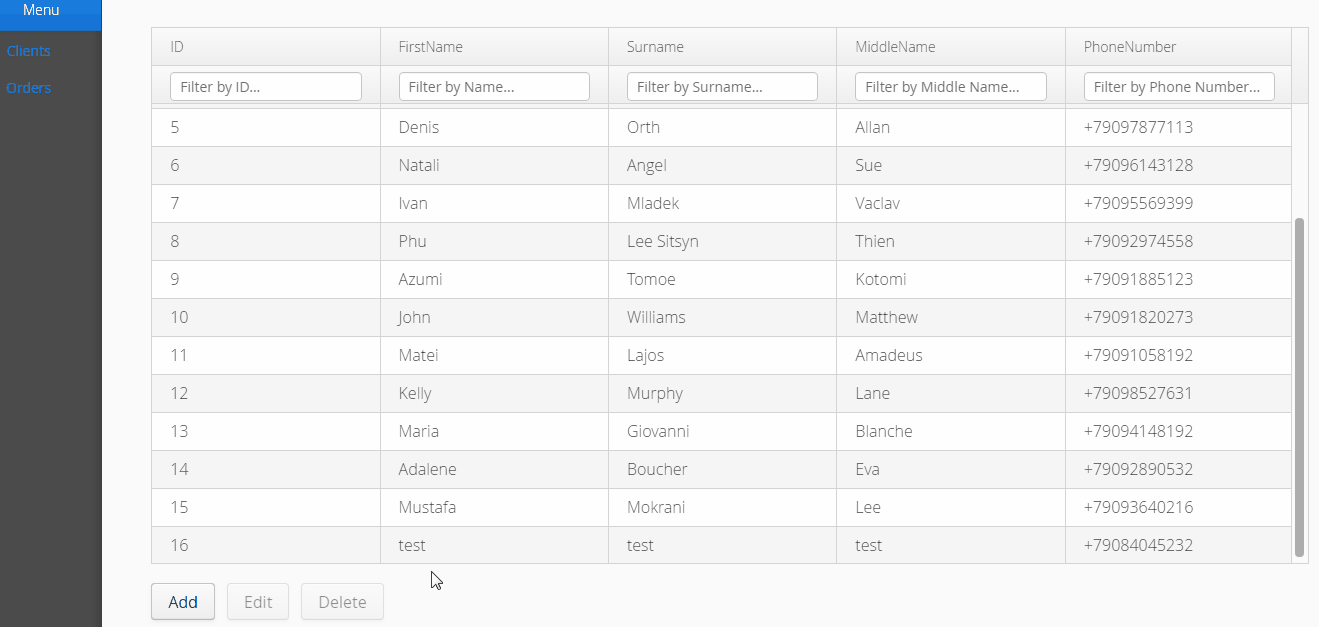 Menu
Clients
Orders
ID FirstName Surname MiddleName PhoneNumber
Filter by ID... Filter by Name... Filter by Surname... Filter by Middle Name... Filter by Phone Number...
5 Denis Orth Allan +79097877113
6 Natali Angel Sue +79096143128
7 Ivan Mladek Vaclav +79095569399
8 Phu Lee Sitsyn Thien +79092974558
9 Azumi Tomoe Kotomi +79091885123
10 John Williams Matthew +79091820273
11 Matei Lajos Amadeus +79091058192
12 Kelly Murphy Lane +79098527631
13 Maria Giovanni Blanche +79094148192
14 Adalene Boucher Eva +79092890532
15 Mustafa Mokrani Lee +79093640216
16 test test test +79084045232
Add Edit Delete